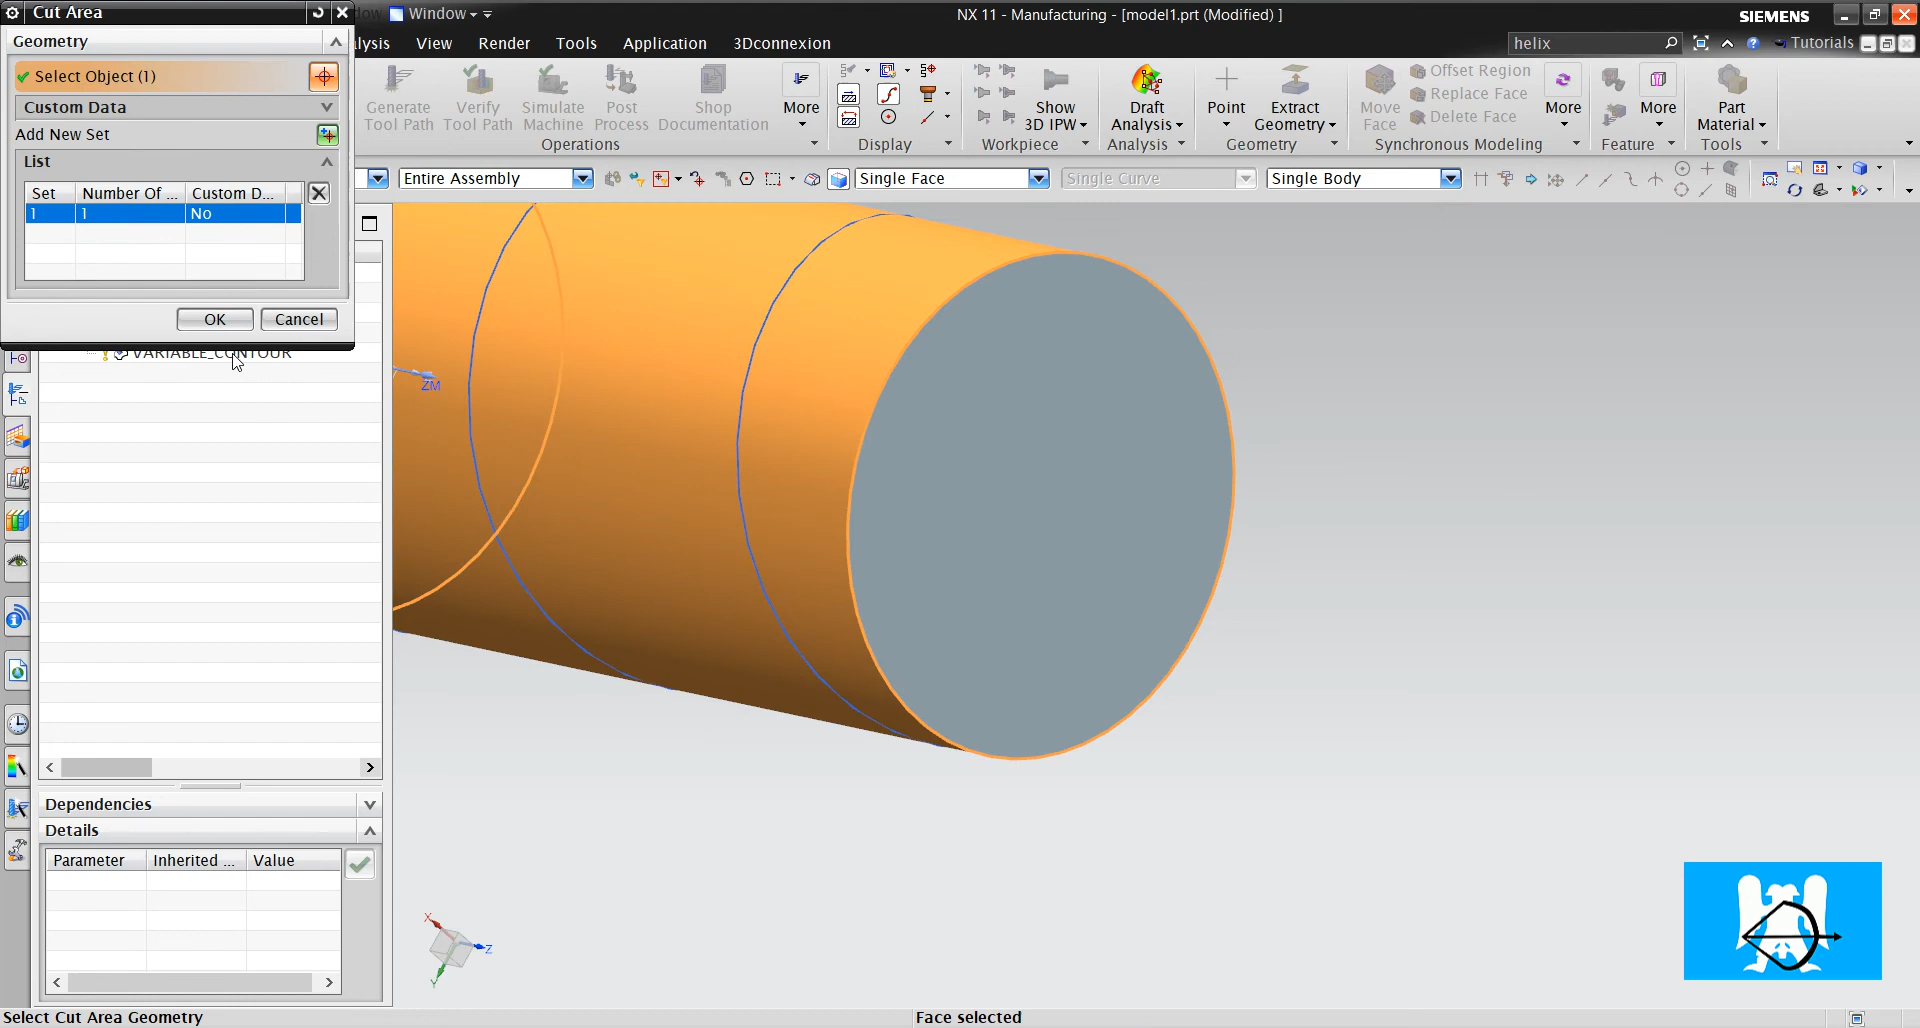 Cut Area
Window
NX 11 - Manufacturing - [model1.prt (Modified) ]
SIEMENS
Geometry
lysis
View
Render
Tools
Application
3Dconnexion
helix
Tutorials
Select Object (1)
Custom Data
Add New Set
List
Set
Number Of ...
Custom D...
1
1
No
OK
Cancel
Generate
Tool Path
Verify
Tool Path
Simulate
Machine
Post
Process
Shop
Documentation
More
Operations
Display
Show
3D IPW
Workpiece
Draft
Analysis
Analysis
Point
Extract
Geometry
Geometry
Move
Face
Offset Region
Replace Face
Delete Face
More
Synchronous Modeling
More
Feature
Part
Material
Tools
Entire Assembly
Single Face
Single Curve
Single Body
VARIABLE_CONTOUR
ZM
Dependencies
Details
Parameter
Inherited ...
Value
X
Z
Y
Select Cut Area Geometry
Face selected